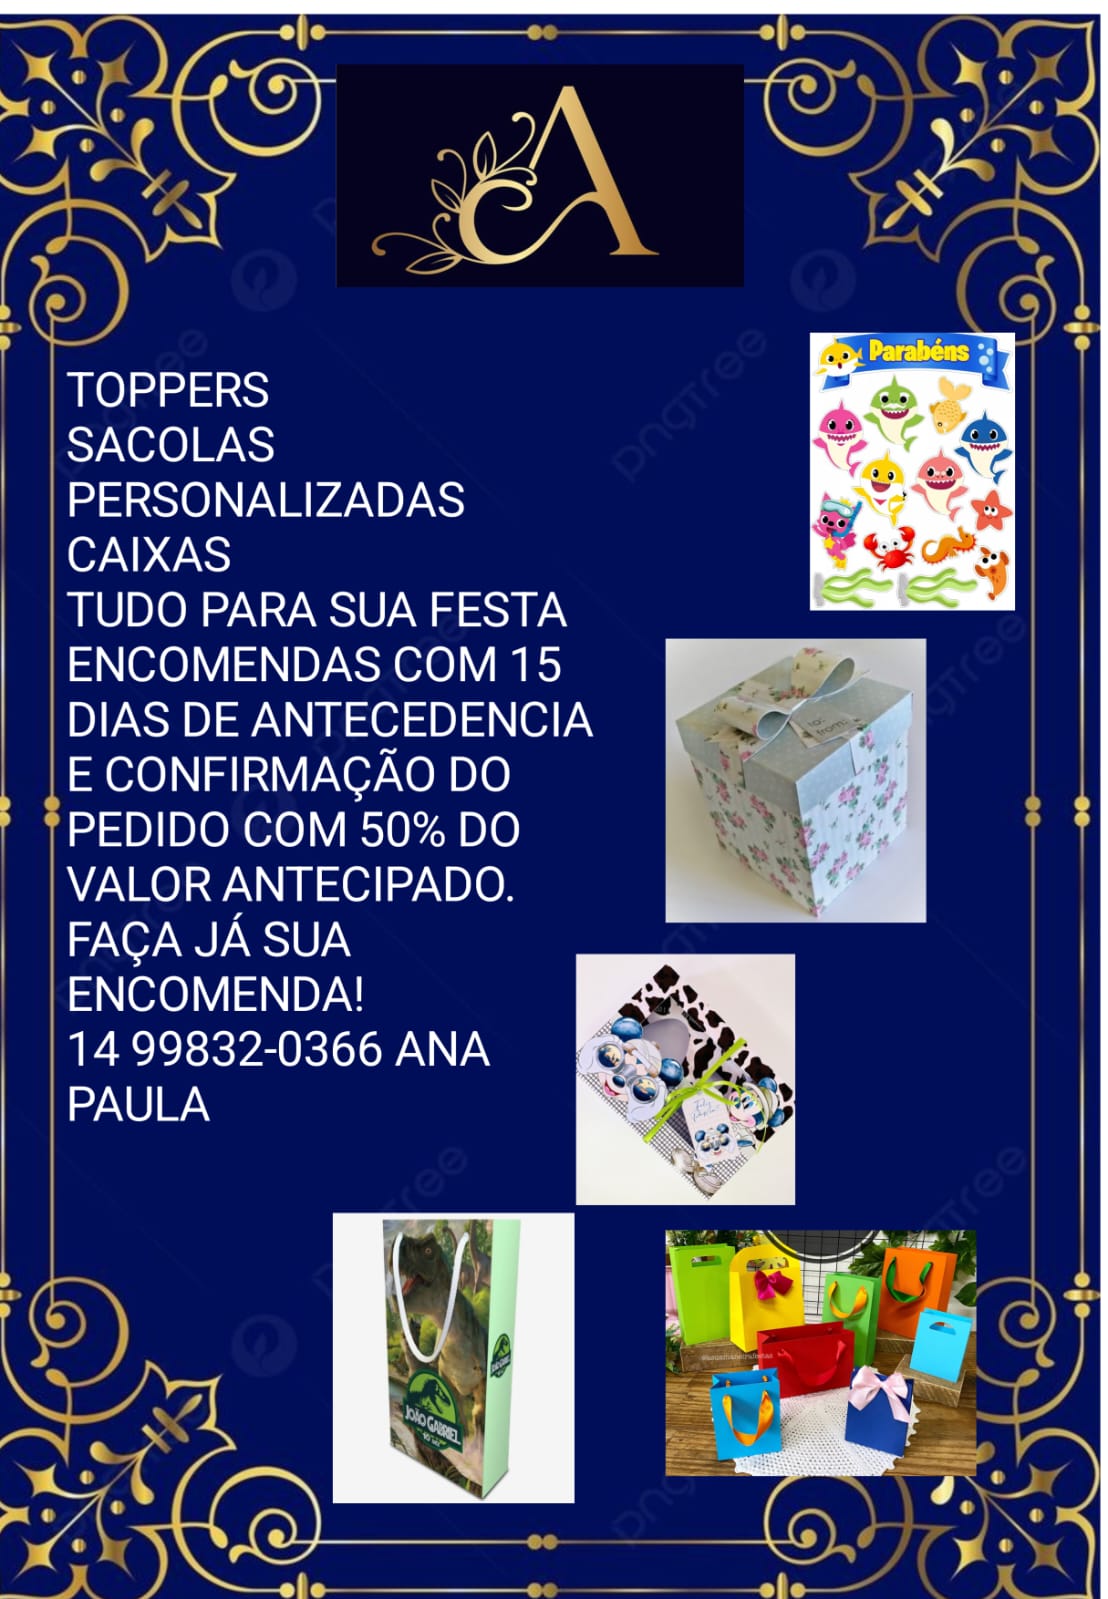 A
Parabéns
TOPPERS
SACOLAS
PERSONALIZADAS
CAIXAS
TUDO PARA SUA FESTA
ENCOMENDAS COM 15
DIAS DE ANTECEDENCIA
E CONFIRMAÇÃO DO
PEDIDO COM 50% DO
VALOR ANTECIPADO.
FAÇA JÁ SUA
ENCOMENDA!
14 99832-0366 ANA
PAULA
to:
from:
JOÃO GABRIEL
pngtree